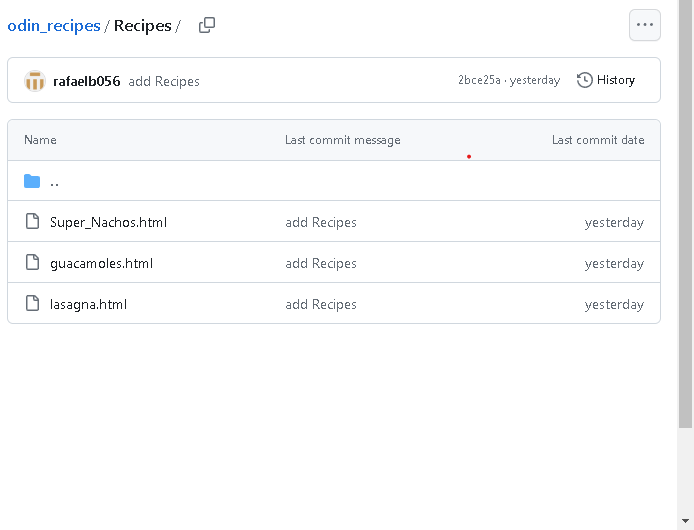 odin_recipes / Recipes /
rafaelb056 add Recipes 2bce25a · yesterday History
Name Last commit message Last commit date
..
Super_Nachos.html add Recipes yesterday
guacamoles.html add Recipes yesterday
lasagna.html add Recipes yesterday